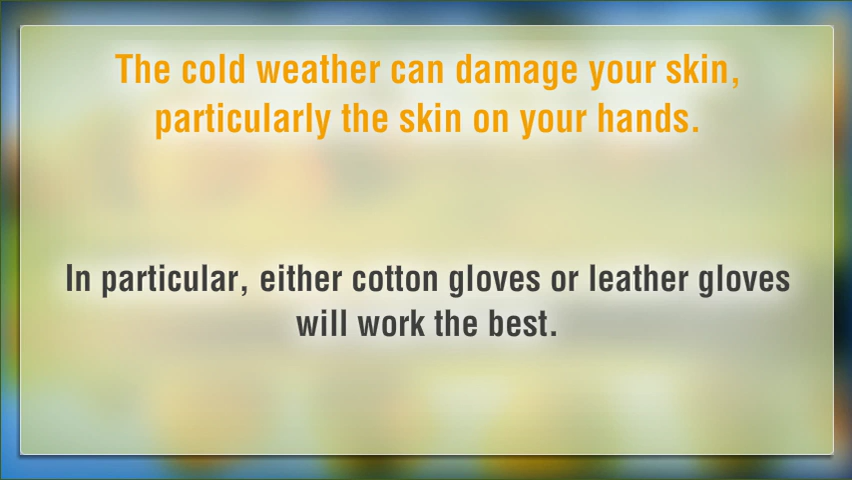 The cold weather can damage your skin,
particularly the skin on your hands.
In particular, either cotton gloves or leather gloves
will work the best.